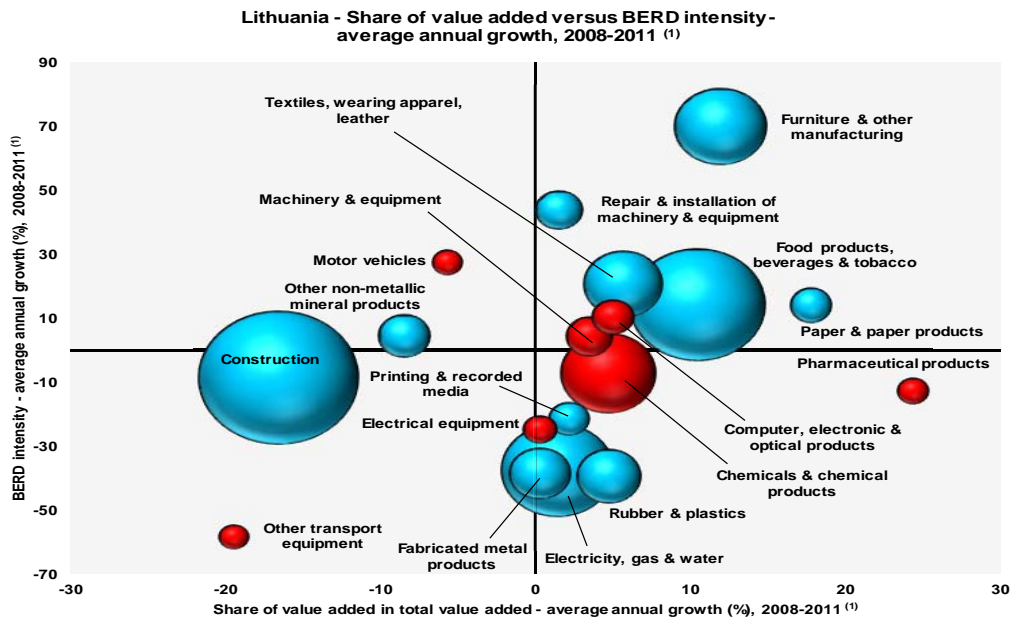 Lithuania - Share of value added versus BERD intensity -
average annual growth, 2008-2011 (1)
BERD intensity - average annual growth (%), 2008-2011 (1)
90
70
50
30
10
-10
-30
-50
-70
Textiles, wearing apparel,
leather
Furniture & other
manufacturing
Machinery & equipment
Repair & installation of
machinery & equipment
Motor vehicles
Food products,
beverages & tobacco
Other non-metallic
mineral products
Paper & paper products
Construction
Pharmaceutical products
Printing & recorded
media
Electrical equipment
Computer, electronic &
optical products
Chemicals & chemical
products
Rubber & plastics
Other transport
equipment
Fabricated metal
products
Electricity, gas & water
-30
-20
-10
0
10
20
30
Share of value added in total value added - average annual growth (%), 2008-2011 (1)